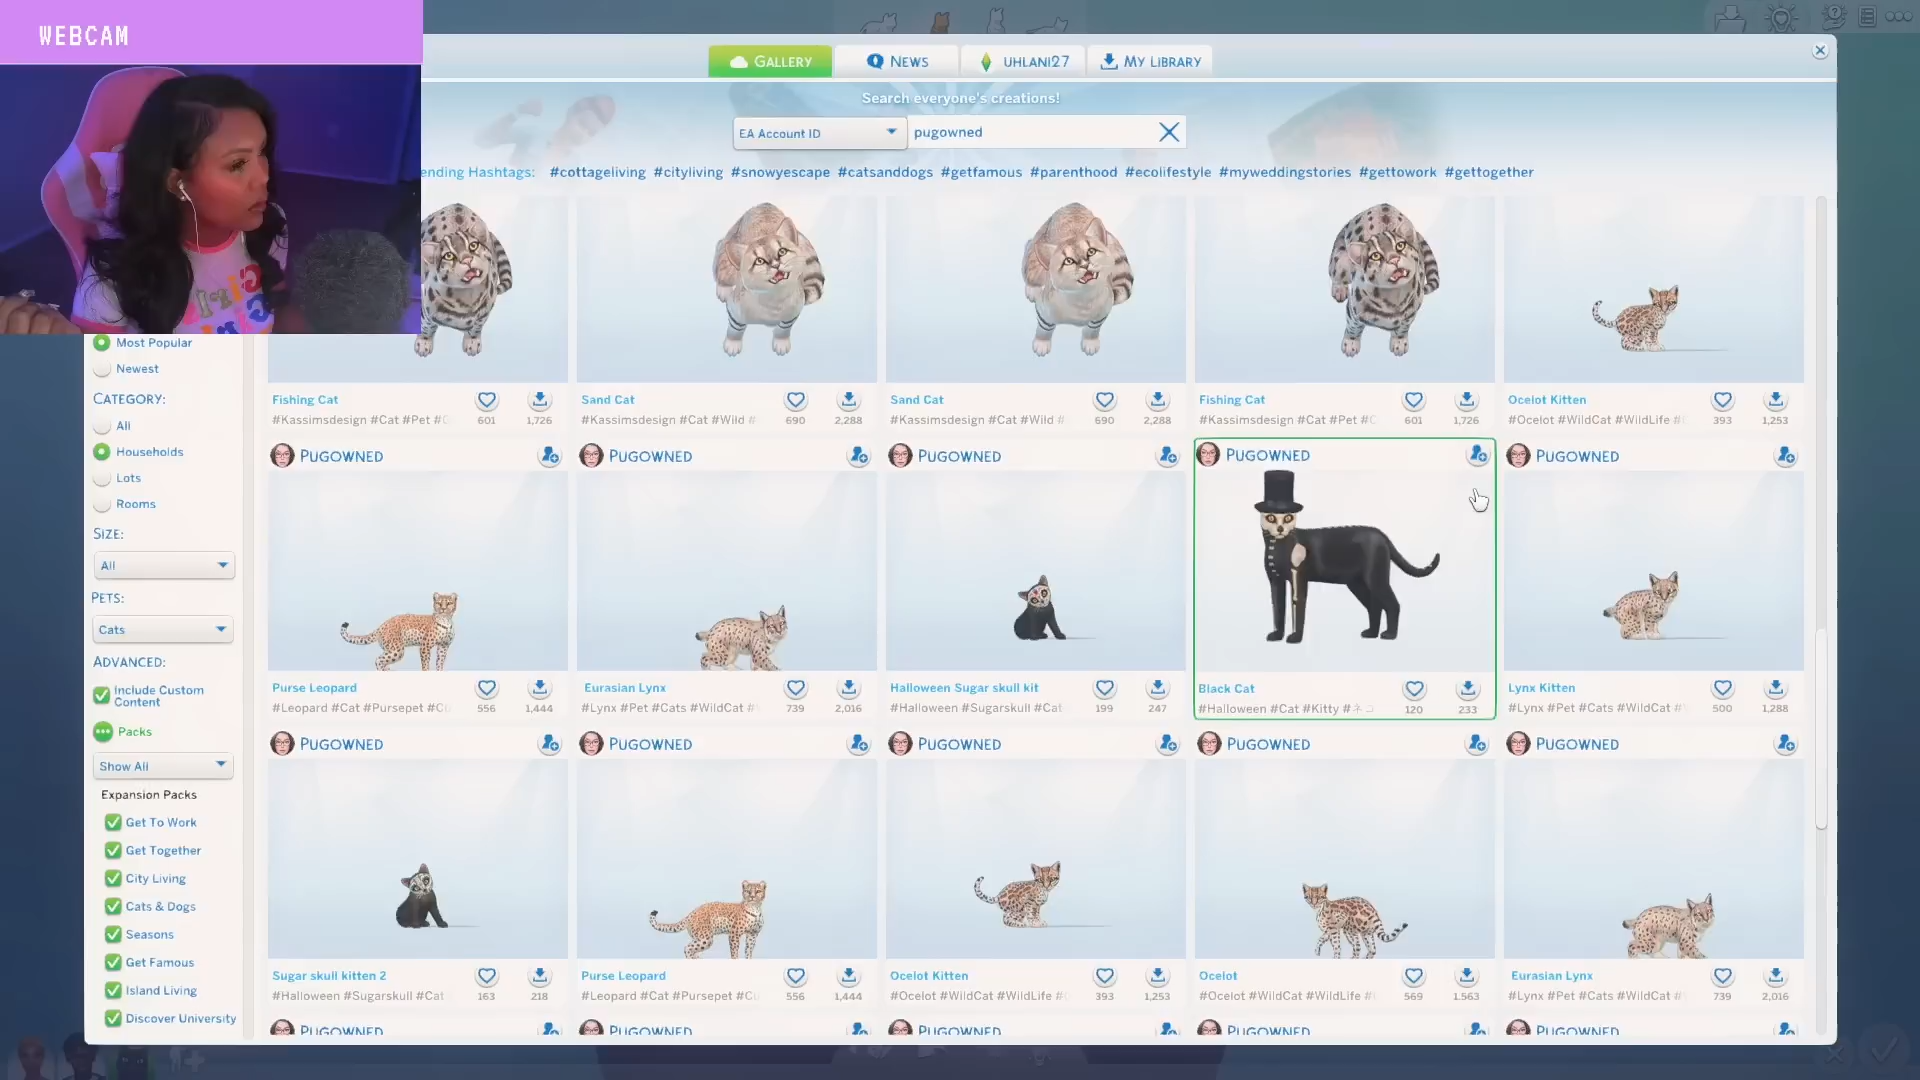 WEBCAM
GALLERY
NEWS
UHLANI27
MY LIBRARY
Search everyone's creations!
EA Account ID
pugowned
ending Hashtags: #cottageliving #cityliving #snowyescape #catsanddogs #getfamous #parenthood #ecolifestyle #myweddingstories #gettowork #gettogether
Most Popular
Newest
CATEGORY:
All
Households
Lots
Rooms
SIZE:
All
PETS:
Cats
ADVANCED:
Include Custom
Content
Packs
Show All
Expansion Packs
Get To Work
Get Together
City Living
Cats & Dogs
Seasons
Get Famous
Island Living
Discover University
Fishing Cat
#Kassimsdesign #Cat #Pet
601
1,726
Sand Cat
#Kassimsdesign #Cat #Wild #
690
2,288
Sand Cat
#Kassimsdesign #Cat #Wild #
690
2,288
Fishing Cat
#Kassimsdesign #Cat #Pet
601
1,726
Ocelot Kitten
#Ocelot #WildCat #WildLife
393
1,253
PUGOWNED
PUGOWNED
PUGOWNED
PUGOWNED
PUGOWNED
Purse Leopard
#Leopard #Cat #Pursepet
556
1,444
Eurasian Lynx
#Lynx #Pet #Cats #WildCat
739
2,016
Halloween Sugar skull kit
#Halloween #Sugarskull #Cat
199
247
Black Cat
#Halloween #Cat #Kitty #ネコ
120
233
Lynx Kitten
#Lynx #Pet #Cats #WildCat
500
1,288
PUGOWNED
PUGOWNED
PUGOWNED
PUGOWNED
PUGOWNED
Sugar skull kitten 2
#Halloween #Sugarskull #Cat
163
218
Purse Leopard
#Leopard #Cat #Pursepet
556
1,444
Ocelot Kitten
#Ocelot #WildCat #WildLife
393
1,253
Ocelot
#Ocelot #WildCat #WildLife
569
1,563
Eurasian Lynx
#Lynx #Pet #Cats #WildCat
739
2,016
PUGOWNED
PUGOWNED
PUGOWNED
PUGOWNED
PUGOWNED